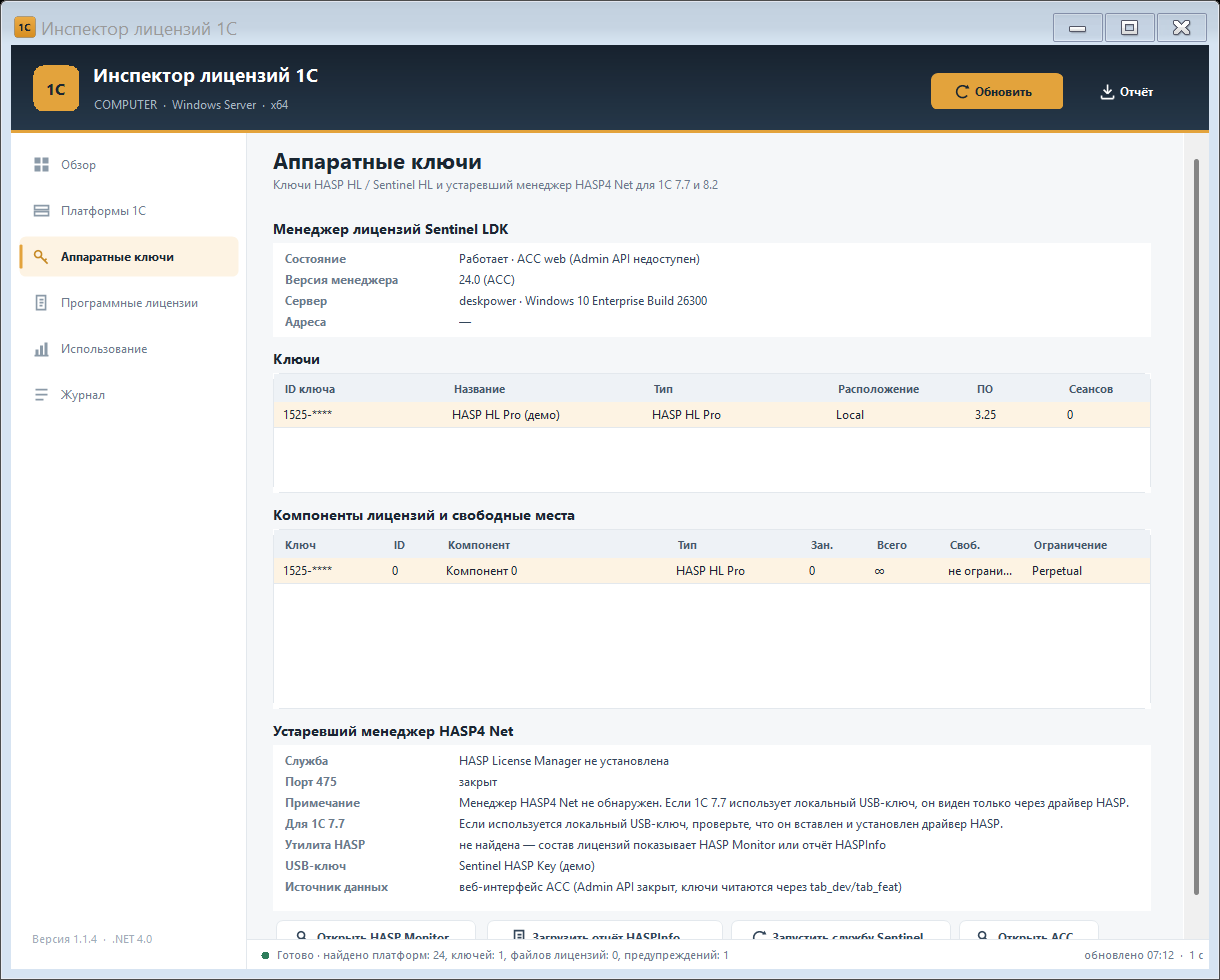 1C Инспектор лицензий 1С
1C
Инспектор лицензий 1С
COMPUTER · Windows Server · x64
Обновить
Отчёт
Обзор
Платформы 1С
Аппаратные ключи
Программные лицензии
Использование
Журнал
Версия 1.1.4 · .NET 4.0
Аппаратные ключи
Ключи HASP HL / Sentinel HL и устаревший менеджер HASP4 Net для 1С 7.7 и 8.2
Менеджер лицензий Sentinel LDK
Состояние Работает · ACC web (Admin API недоступен)
Версия менеджера 24.0 (ACC)
Сервер deskpower · Windows 10 Enterprise Build 26300
Адреса —
Ключи
ID ключа Название Тип Расположение ПО Сеансов
1525-**** HASP HL Pro (демо) HASP HL Pro Local 3.25 0
Компоненты лицензий и свободные места
Ключ ID Компонент Тип Зан. Всего Своб. Ограничение
1525-**** 0 Компонент 0 HASP HL Pro 0 ∞ не ограни... Perpetual
Устаревший менеджер HASP4 Net
Служба HASP License Manager не установлена
Порт 475 закрыт
Примечание Менеджер HASP4 Net не обнаружен. Если 1С 7.7 использует локальный USB-ключ, он виден только через драйвер HASP.
Для 1С 7.7 Если используется локальный USB-ключ, проверьте, что он вставлен и установлен драйвер HASP.
Утилита HASP не найдена — состав лицензий показывает HASP Monitor или отчёт HASPInfo
USB-ключ Sentinel HASP Key (демо)
Источник данных веб-интерфейс ACC (Admin API закрыт, ключи читаются через tab_dev/tab_feat)
Открыть HASP Monitor Загрузить отчёт HASPInfo Запустить службу Sentinel Открыть ACC
Готово · найдено платформ: 24, ключей: 1, файлов лицензий: 0, предупреждений: 1
обновлено 07:12 · 1 с